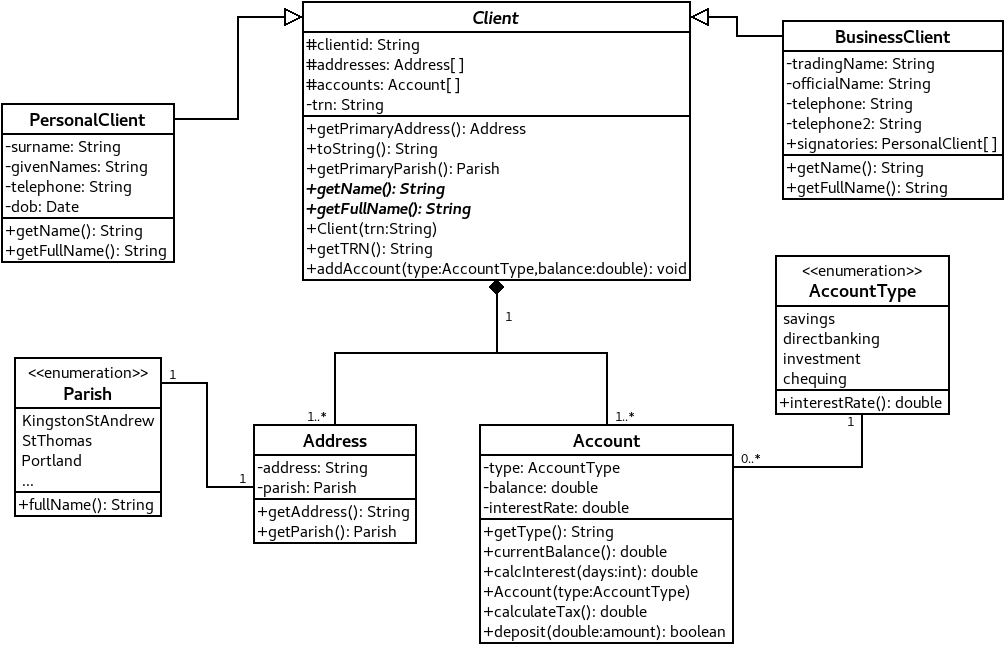 Client
#clientid: String
#addresses: Address[ ]
#accounts: Account[ ]
-trn: String
+getPrimaryAddress(): Address
+toString(): String
+getPrimaryParish(): Parish
+getName(): String
+getFullName(): String
+Client(trn:String)
+getTRN(): String
+addAccount(type:AccountType,balance:double): void
BusinessClient
-tradingName: String
-officialName: String
-telephone: String
-telephone2: String
+signatories: PersonalClient[ ]
+getName(): String
+getFullName(): String
PersonalClient
-surname: String
-givenNames: String
-telephone: String
-dob: Date
+getName(): String
+getFullName(): String
<<enumeration>>
AccountType
savings
directbanking
investment
chequing
+interestRate(): double
1
1
0..*
<<enumeration>>
Parish
KingstonStAndrew
StThomas
Portland
...
+fullName(): String
1
1
1..*
1..*
Address
-address: String
-parish: Parish
+getAddress(): String
+getParish(): Parish
Account
-type: AccountType
-balance: double
-interestRate: double
+getType(): String
+currentBalance(): double
+calcInterest(days:int): double
+Account(type:AccountType)
+calculateTax(): double
+deposit(double:amount): boolean